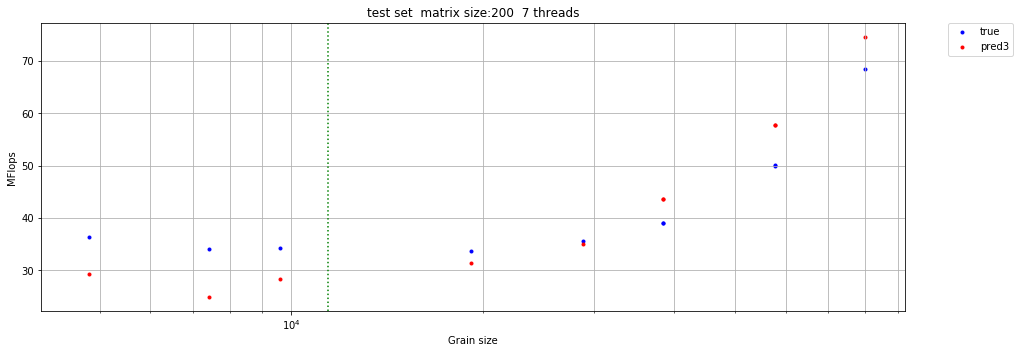 test set  matrix size:200  7 threads
true
pred3
MFlops
70
60
50
40
30
10⁴
Grain size